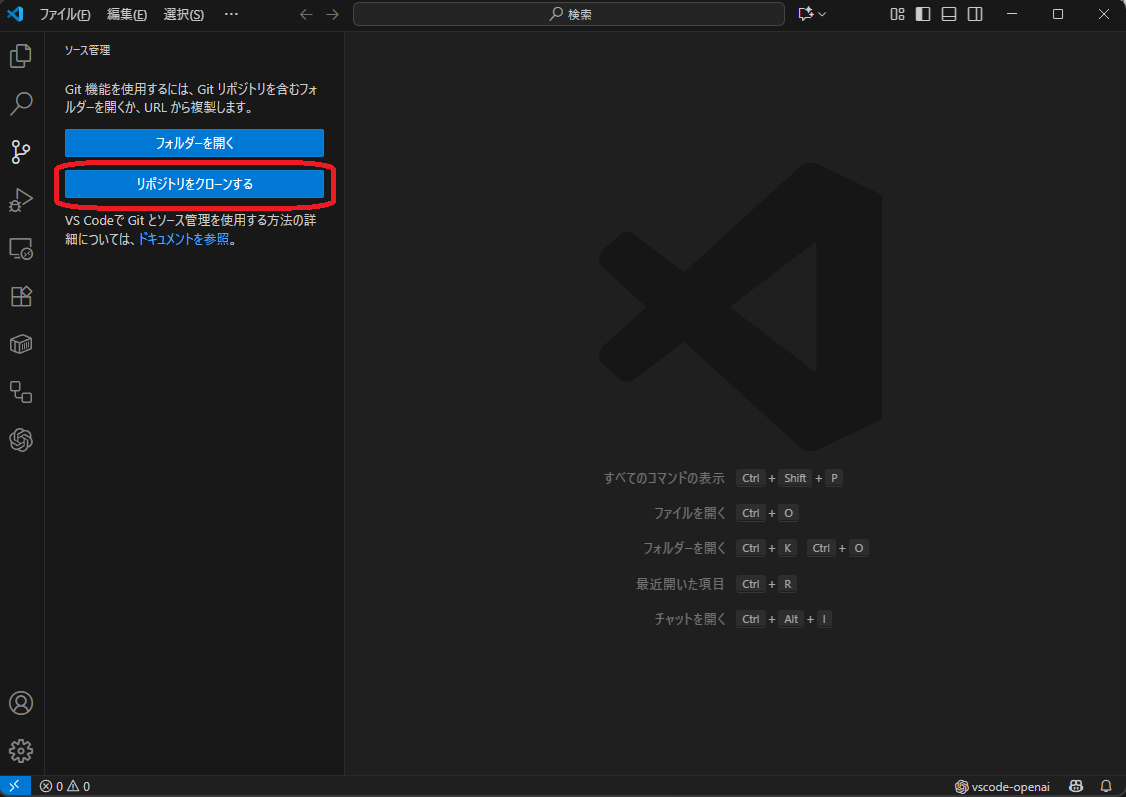 ファイル(F) 編集(E) 選択(S) ···
検索
ソース管理
Git 機能を使用するには、Git リポジトリを含むフォ
ルダーを開くか、URL から複製します。
フォルダーを開く
リポジトリをクローンする
VS Codeで Git とソース管理を使用する方法の詳
細については、ドキュメントを参照。
すべてのコマンドの表示 Ctrl + Shift + P
ファイルを開く Ctrl + O
フォルダーを開く Ctrl + K Ctrl + O
最近開いた項目 Ctrl + R
チャットを開く Ctrl + Alt + I
0 0
vscode-openai